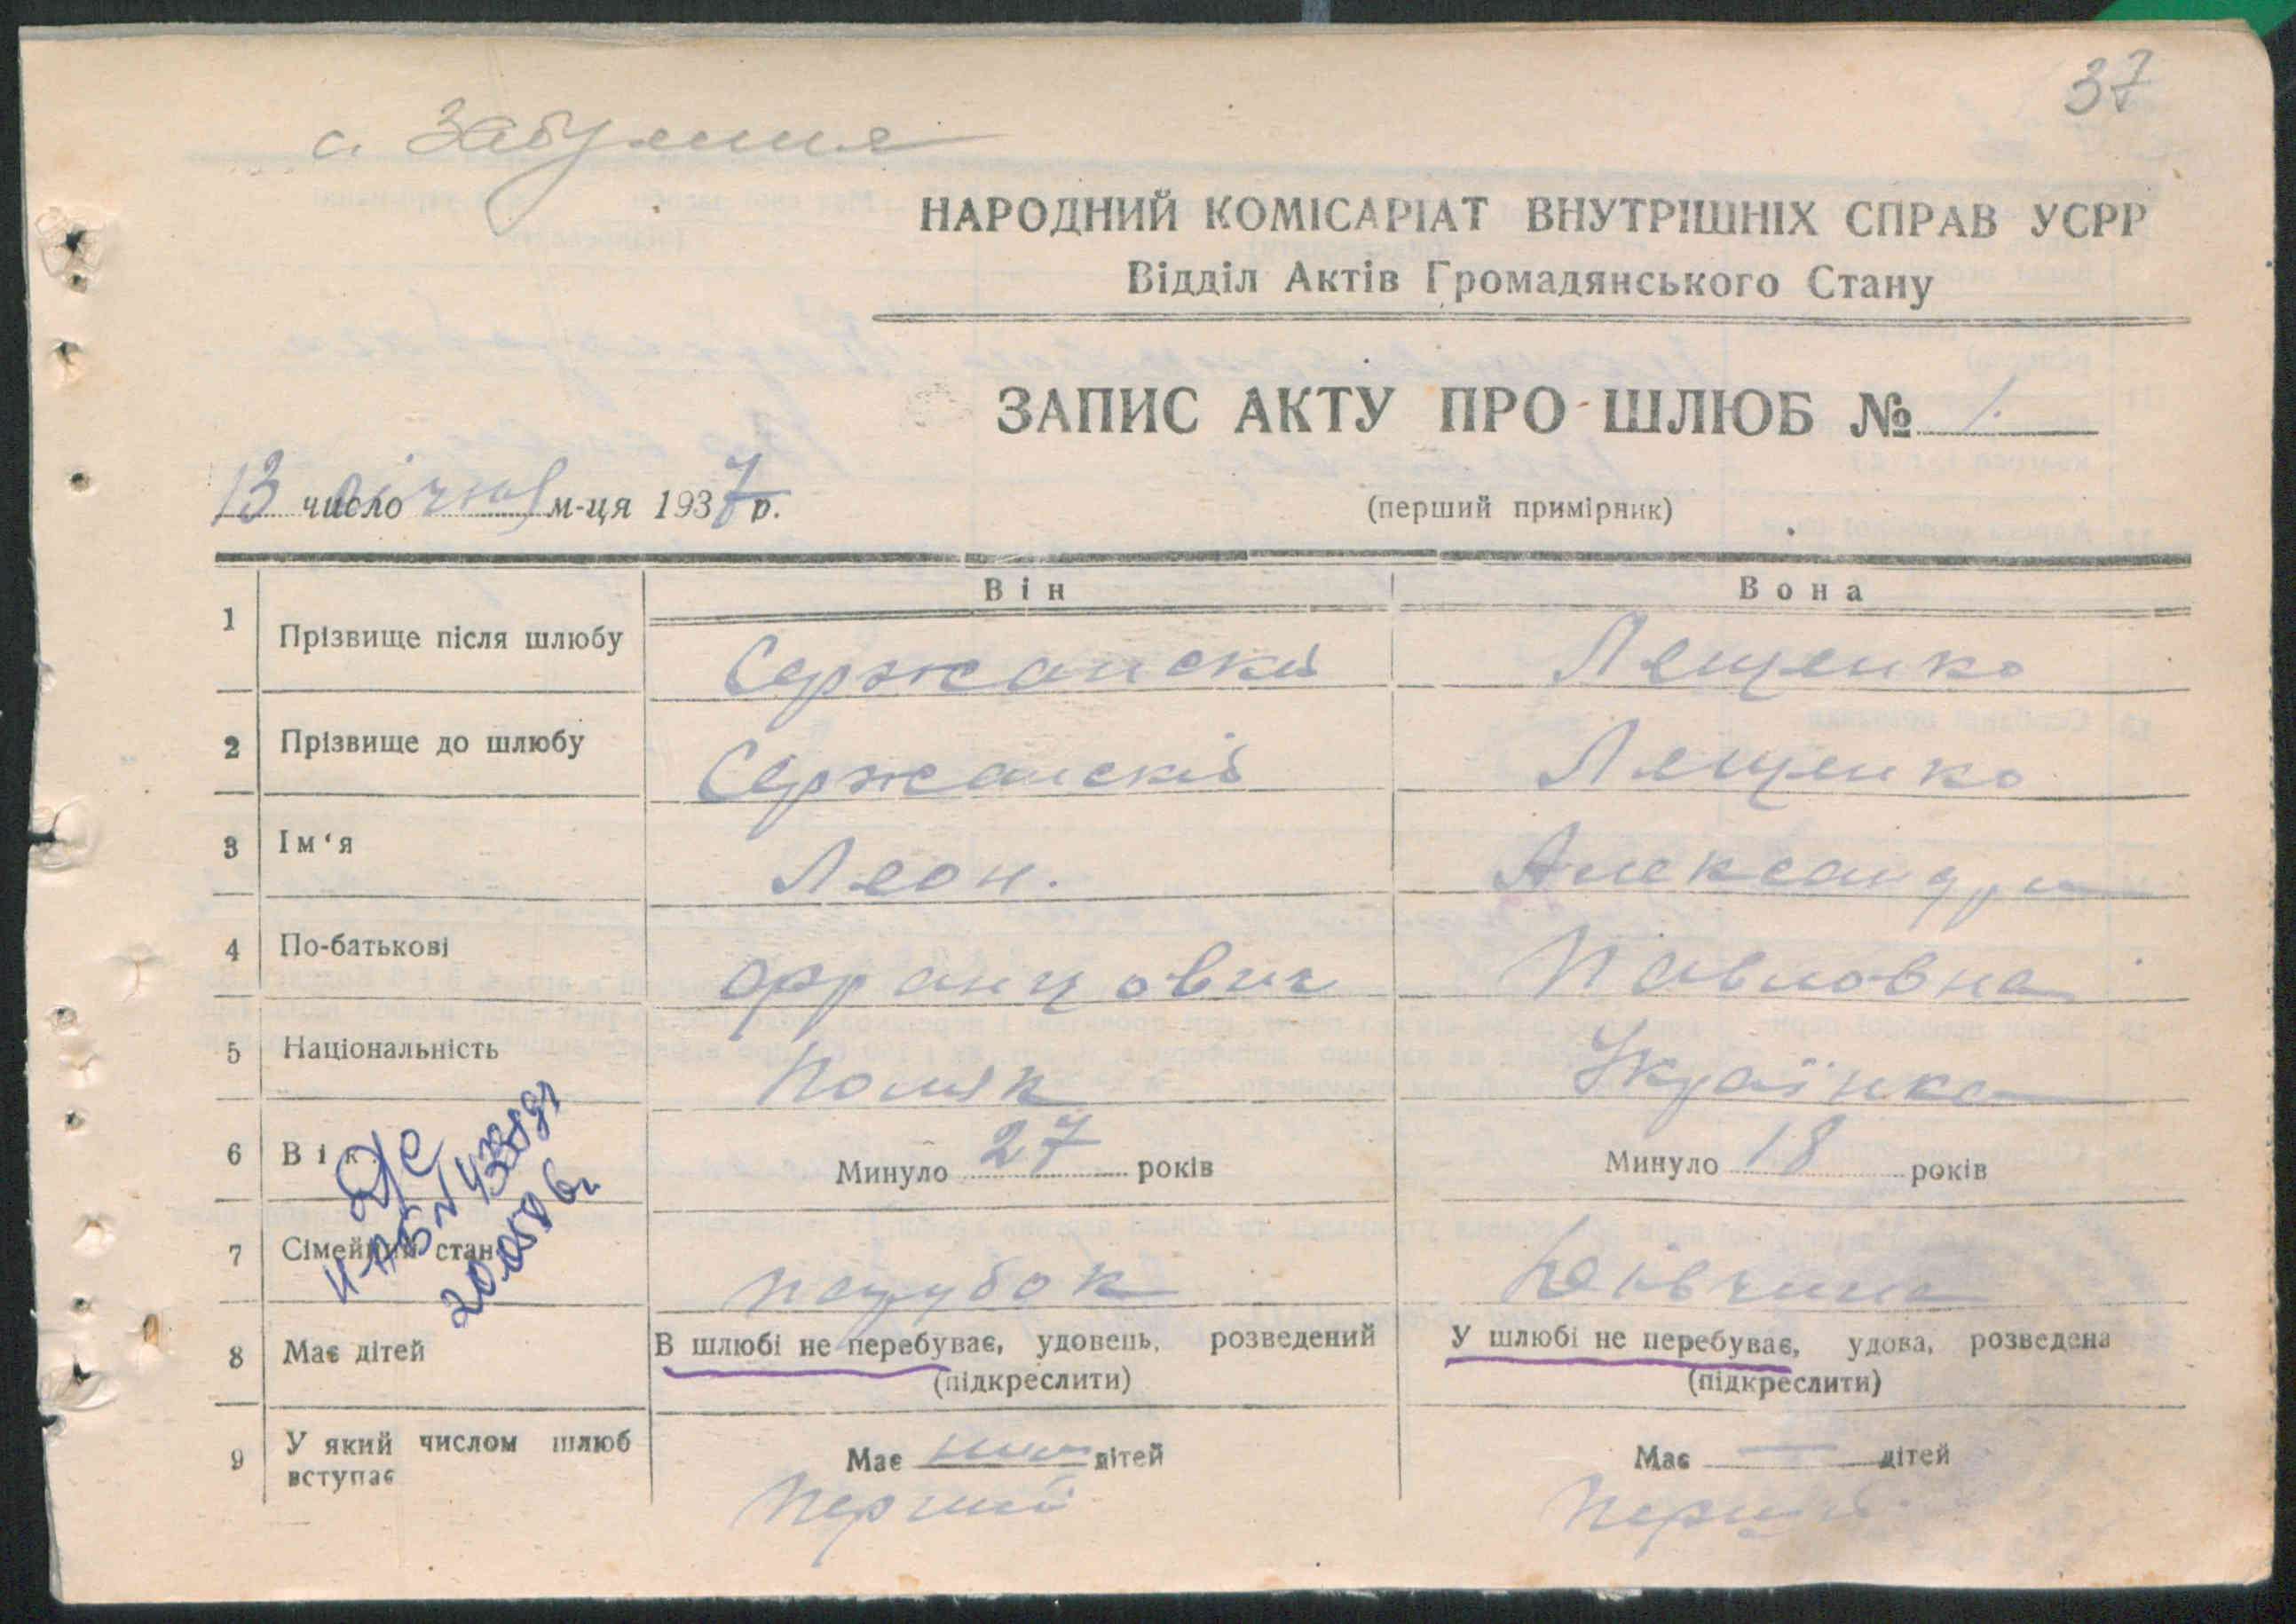 37
с. Забуяння
НАРОДНИЙ КОМІСАРІАТ ВНУТРІШНІХ СПРАВ УСРР
Відділ Актів Громадянського Стану
ЗАПИС АКТУ ПРО ШЛЮБ № 1.
13 число січня м-ця 1937 р.
(перший примірник)
Він Вона
1 Прізвище після шлюбу Сержанскій Лещенко
2 Прізвище до шлюбу Сержанскій Лещенко
3 Ім'я Леон. Александра
4 По-батькові Францович Павловна
5 Національність Поляк Українка
6 Вік Минуло 27 років Минуло 18 років
7 Сімейний стан парубок Дівчина
В шлюбі не перебуває, удовець, розведений У шлюбі не перебуває, удова, розведена
8 Має дітей (підкреслити) (підкреслити)
9 У який числом шлюб вступає Має дітей Має — дітей
Перший Перший